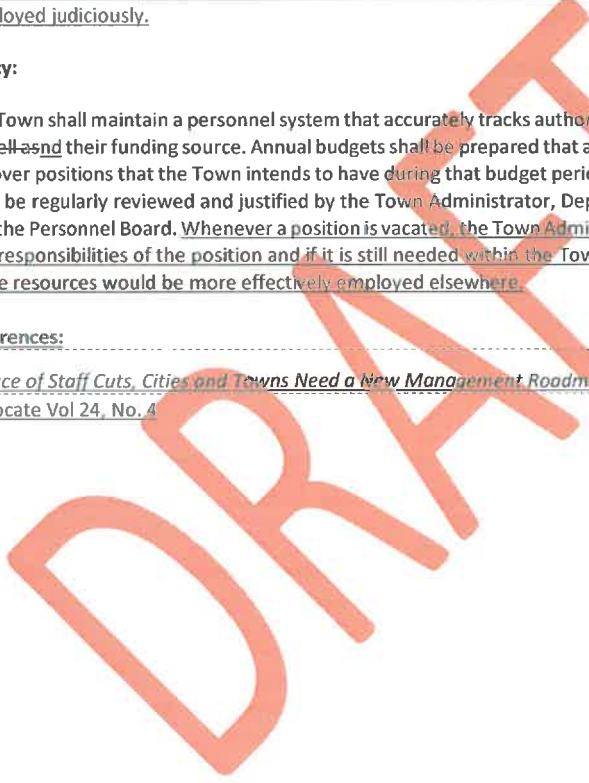 loyed judiciously.
cy:
Town shall maintain a personnel system that accurately tracks autho
ell asnd their funding source. Annual budgets shall be prepared that a
over positions that the Town intends to have during that budget perio
be regularly reviewed and justified by the Town Administrator, Dep
the Personnel Board. Whenever a position is vacated, the Town Admi
responsibilities of the position and if it is still needed within the Tow
e resources would be more effectively employed elsewhere.
rences:
ce of Staff Cuts, Cities and Towns Need a New Management Roadm
ocate Vol 24, No. 4
DRAFT